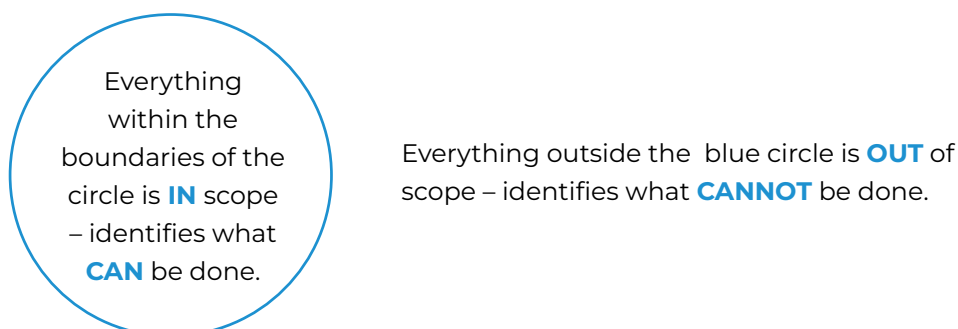 Everything
within the
boundaries of the
circle is IN scope
– identifies what
CAN be done.
Everything outside the  blue circle is OUT of
scope – identifies what CANNOT be done.